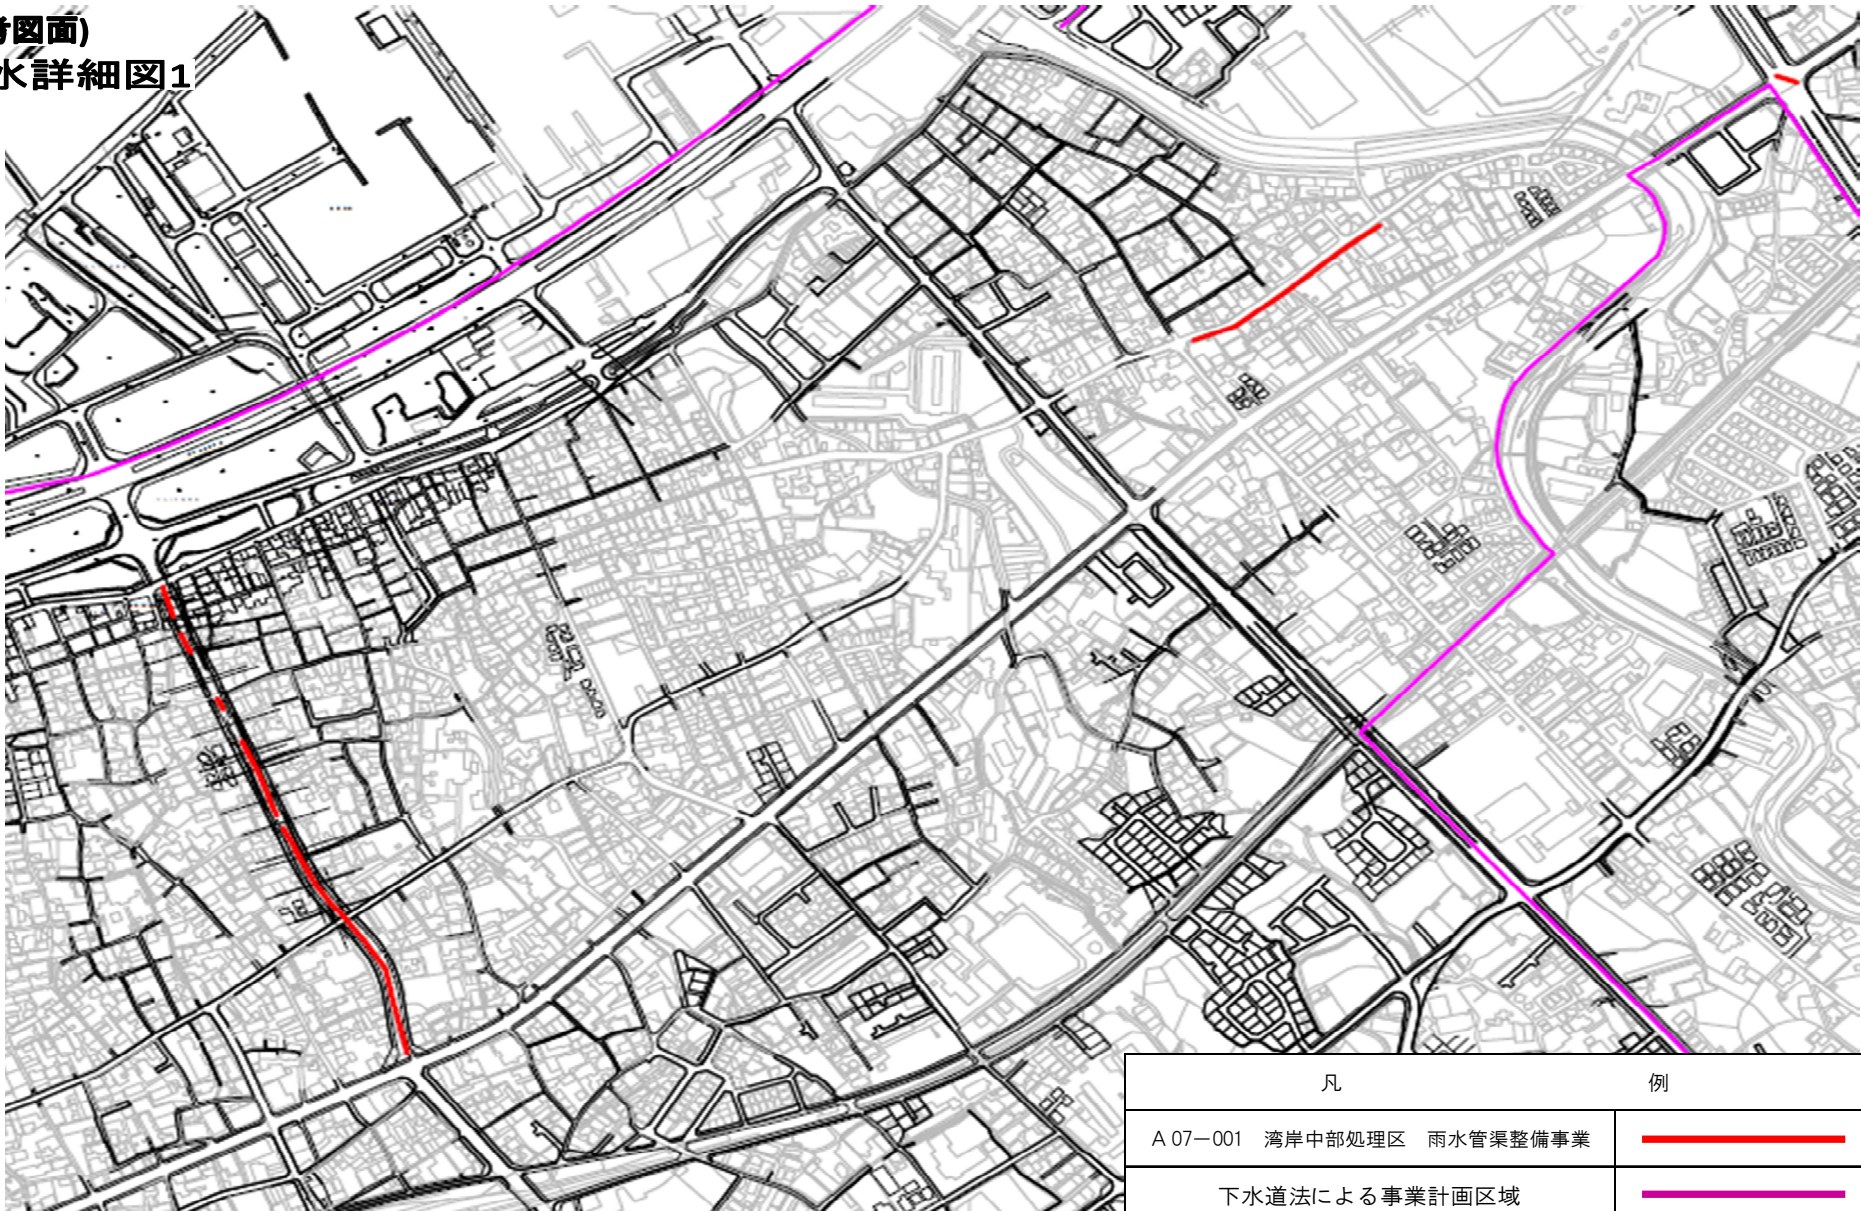 図面)
水詳細図1
凡 例
A 07－001 湾岸中部処理区 雨水管渠整備事業
下水道法による事業計画区域